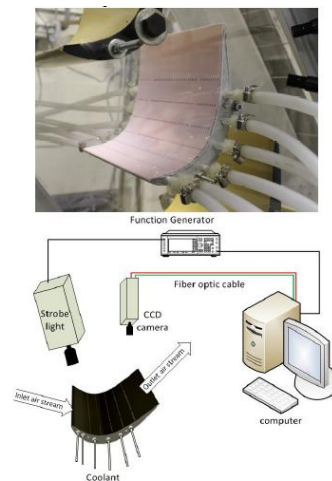 Function Generator
Fiber optic cable
Strobe
light
CCD
camera
Inlet air stream
Outlet air stream
computer
Coolant